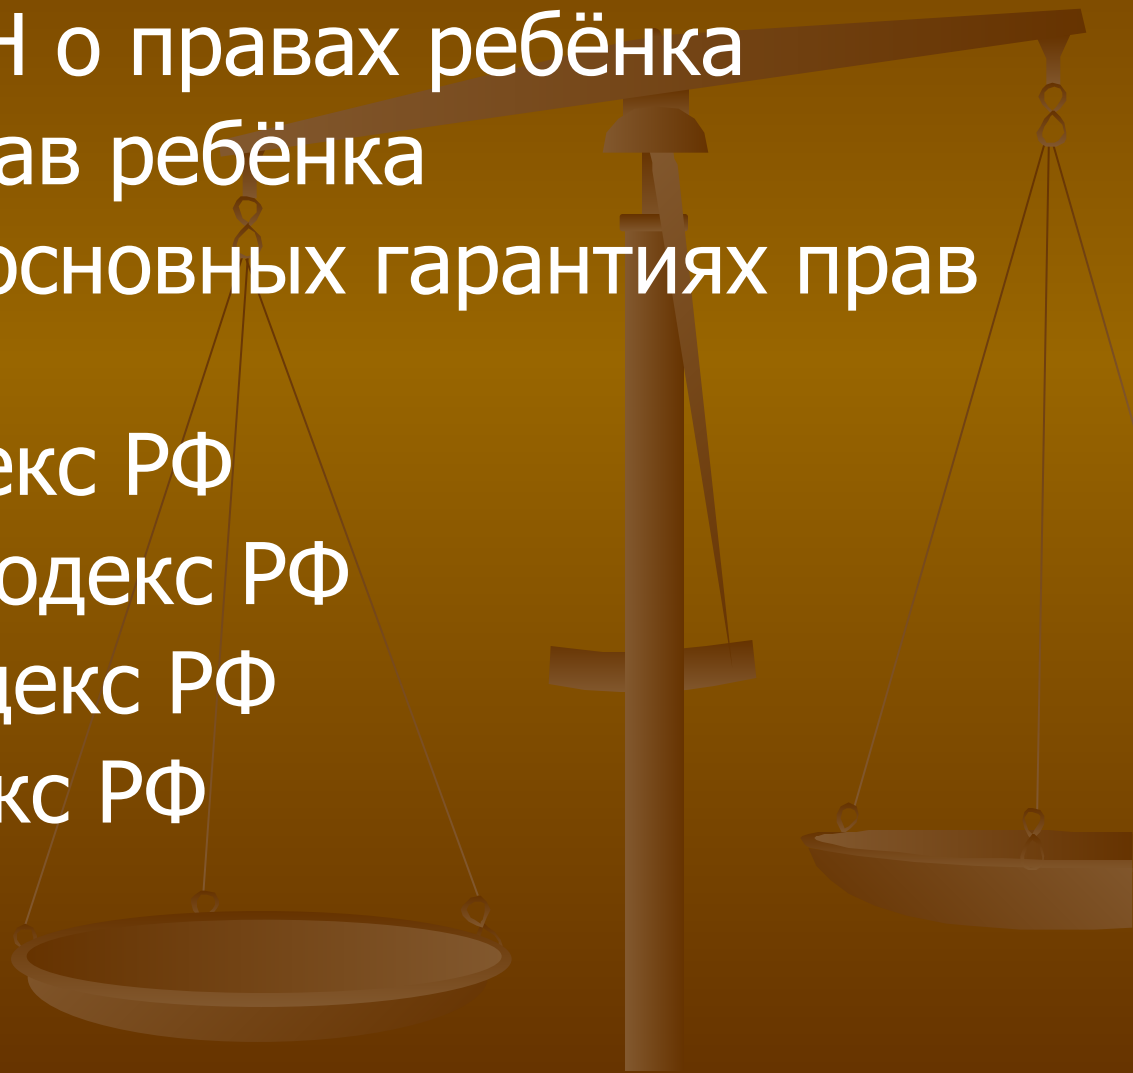 Н о правах ребёнка
ав ребёнка
основных гарантиях прав
екс РФ
одекс РФ
декс РФ
кс РФ